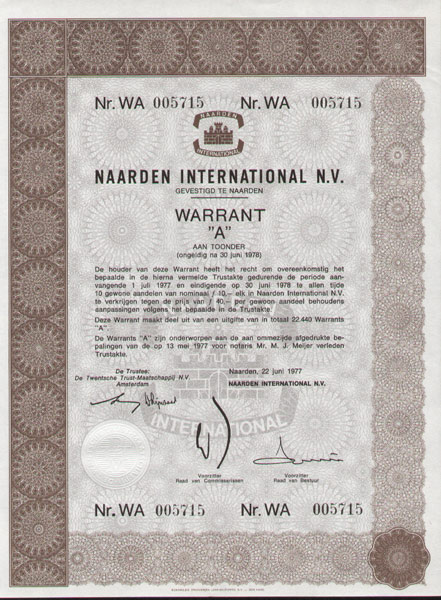 Nr. WA 005715 Nr. WA 005715
NAARDEN
INTERNATIONAL
NAARDEN INTERNATIONAL N.V.
GEVESTIGD TE NAARDEN
WARRANT
"A"
AAN TOONDER
(ongeldig na 30 juni 1978)
De houder van deze Warrant heeft het recht om overeenkomstig het
bepaalde in de hierna vermelde Trustakte gedurende de periode aan-
vangende 1 juli 1977 en eindigende op 30 juni 1978 te allen tijde
10 gewone aandelen van nominaal f 10,- elk in Naarden International N.V.
te verkrijgen tegen de prijs van f 40,- per gewoon aandeel behoudens
aanpassingen volgens het bepaalde in de Trustakte.
Deze Warrant maakt deel uit van een uitgifte van in totaal 22.440 Warrants
"A".
De Warrants "A" zijn onderworpen aan de aan ommezijde afgedrukte be-
palingen van de op 13 mei 1977 voor notaris Mr. M. J. Meijer verleden
Trustakte.
De Trustee: Naarden, 22 juni 1977
De Twentsche Trust-Maatschappij N.V. NAARDEN INTERNATIONAL N.V.
Amsterdam
INTERNATIONAL
Voorzitter Voorzitter
Raad van Commissarissen Raad van Bestuur
Nr. WA 005715 Nr. WA 005715